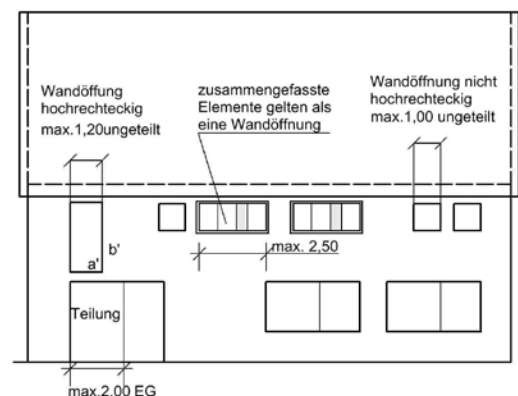 Wandöffung
hochrechteckig
max.1,20ungeteilt
zusammengefasste
Elemente gelten als
eine Wandöffnung
Wandöffnung nicht
hochrechteckig
max.1,00 ungeteilt
b'
a'
max. 2,50
Teilung
max.2,00 EG